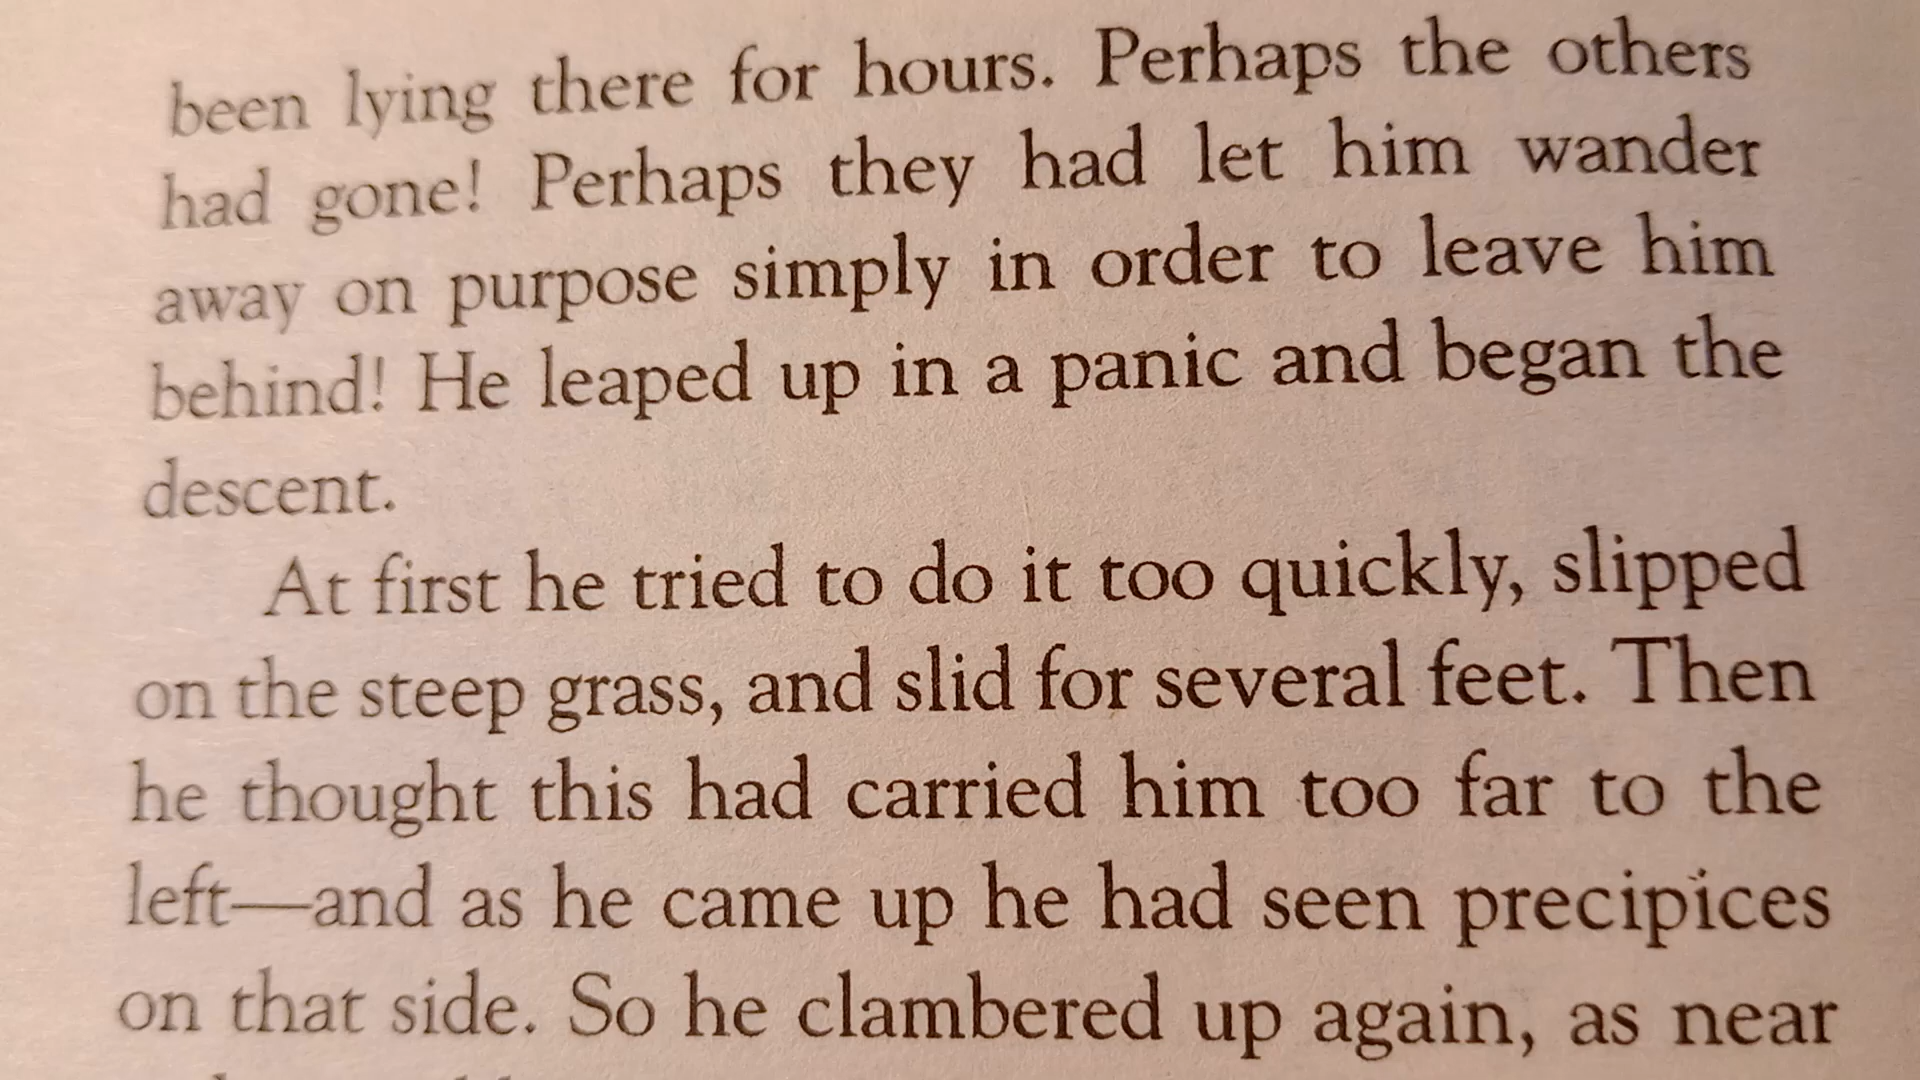 been lying there for hours. Perhaps the others
had gone! Perhaps they had let him wander
away on purpose simply in order to leave him
behind! He leaped up in a panic and began the
descent.
At first he tried to do it too quickly, slipped
on the steep grass, and slid for several feet. Then
he thought this had carried him too far to the
left—and as he came up he had seen precipices
on that side. So he clambered up again, as near